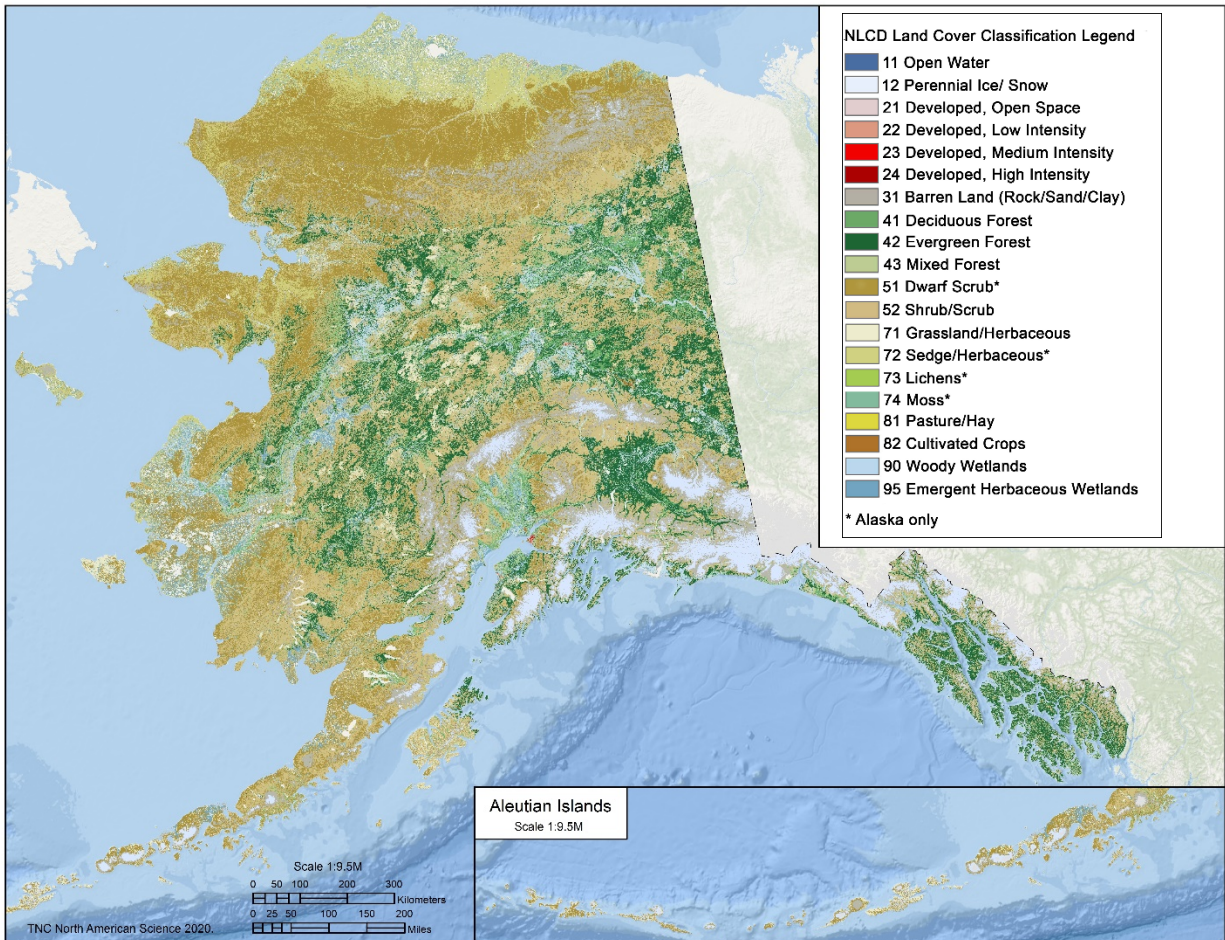 NLCD Land Cover Classification Legend
11 Open Water
12 Perennial Ice/ Snow
21 Developed, Open Space
22 Developed, Low Intensity
23 Developed, Medium Intensity
24 Developed, High Intensity
31 Barren Land (Rock/Sand/Clay)
41 Deciduous Forest
42 Evergreen Forest
43 Mixed Forest
51 Dwarf Scrub*
52 Shrub/Scrub
71 Grassland/Herbaceous
72 Sedge/Herbaceous*
73 Lichens*
74 Moss*
81 Pasture/Hay
82 Cultivated Crops
90 Woody Wetlands
95 Emergent Herbaceous Wetlands
* Alaska only
Aleutian Islands
Scale 1:9.5M
Scale 1:9.5M
0 50 100 200 300
Kilometers
0 25 50 100 150 200
Miles
TNC North American Science 2020.